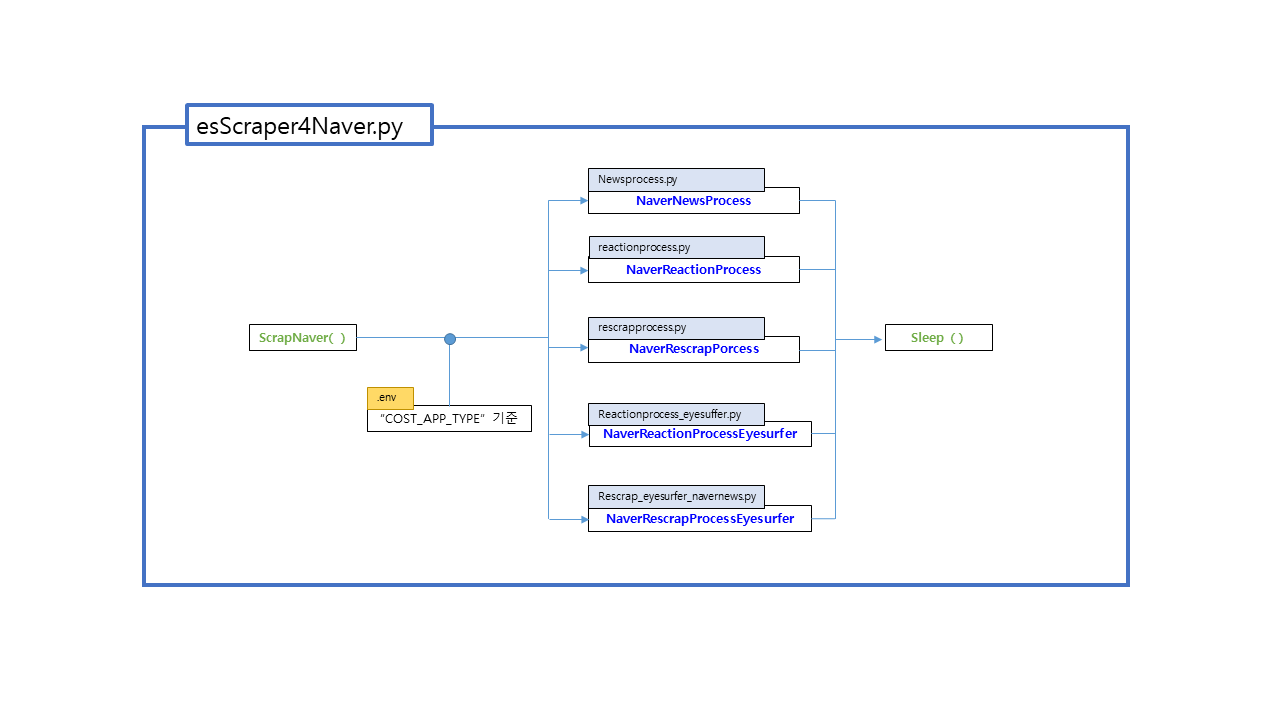 esScraper4Naver.py
Newsprocess.py
NaverNewsProcess
reactionprocess.py
NaverReactionProcess
rescrapprocess.py
NaverRescrapPorcess
ScrapNaver( )
Sleep ( )
.env
“COST_APP_TYPE” 기준
Reactionprocess_eyesuffer.py
NaverReactionProcessEyesurfer
Rescrap_eyesurfer_navernews.py
NaverRescrapProcessEyesurfer